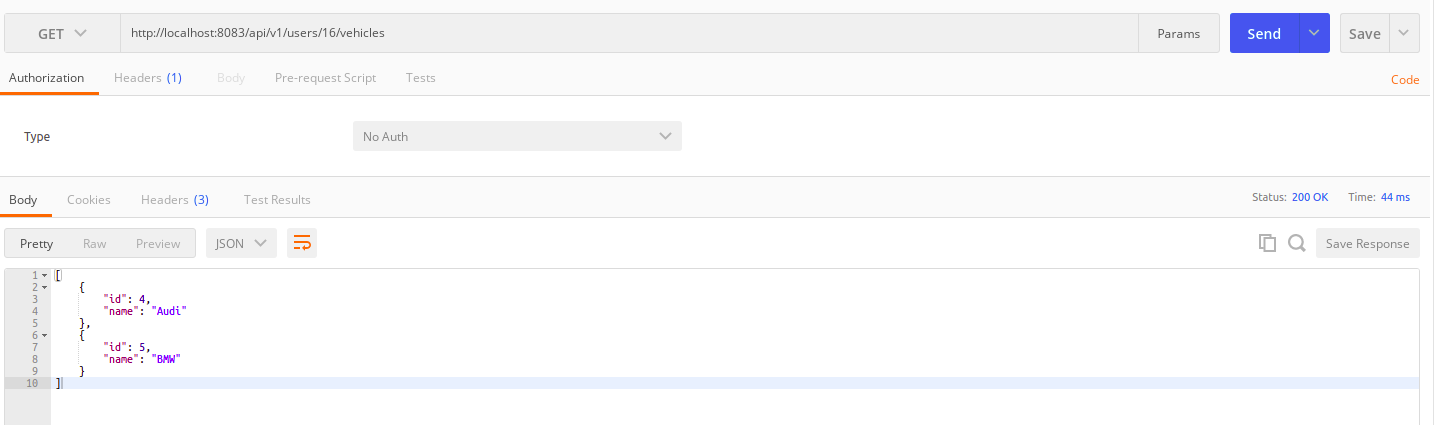 GET http://localhost:8083/api/v1/users/16/vehicles Params Send Save
Authorization Headers (1) Body Pre-request Script Tests Code
Type No Auth
Body Cookies Headers (3) Test Results Status: 200 OK Time: 44 ms
Pretty Raw Preview JSON Save Response
1 [
2 {
3 "id": 4,
4 "name": "Audi"
5 },
6 {
7 "id": 5,
8 "name": "BMW"
9 }
10 ]